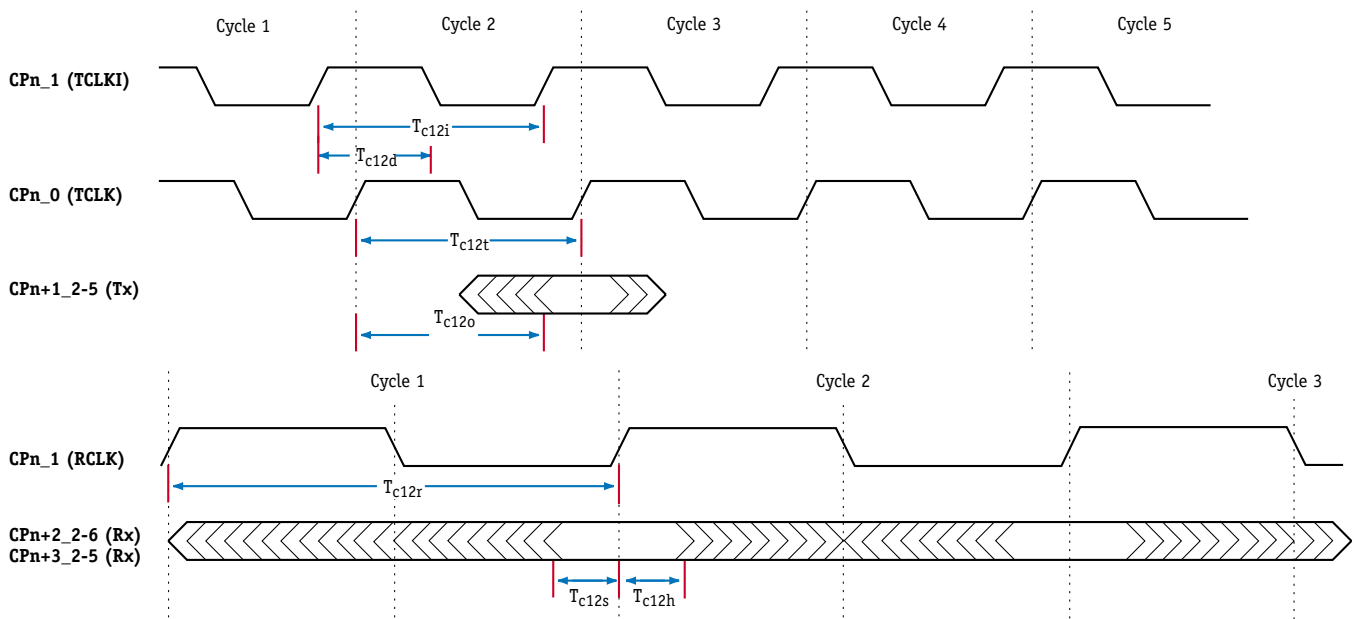 Cycle 1 Cycle 2 Cycle 3 Cycle 4 Cycle 5
CPn_1 (TCLKI)
Tc12i
Tc12d
CPn_0 (TCLK)
Tc12t
CPn+1_2-5 (Tx)
Tc12o
Cycle 1 Cycle 2 Cycle 3
CPn_1 (RCLK)
Tc12r
CPn+2_2-6 (Rx)
CPn+3_2-5 (Rx)
Tc12s Tc12h